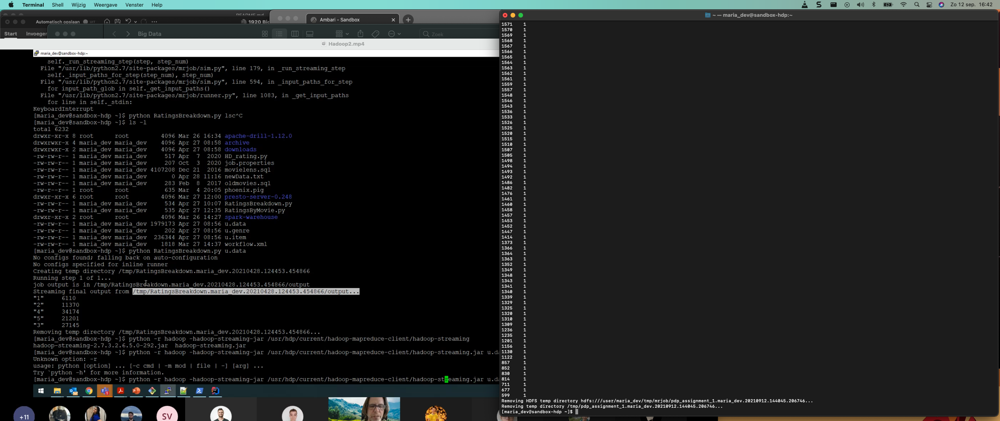 Terminal Shell Wijzig Weergave Venster Help
Zo 12 sep. 16:42
README.md
Automatisch opslaan UIT
1920 Bi
Ambari - Sandbox
Start Invoegen
Big Data
Zoek
Hadoop2.mp4
maria_dev@sandbox-hdp:~
self._run_streaming_step(step, step_num)
File "/usr/lib/python2.7/site-packages/mrjob/sim.py", line 179, in _run_streaming_step
self._input_paths_for_step(step_num), step_num)
File "/usr/lib/python2.7/site-packages/mrjob/sim.py", line 594, in _input_paths_for_step
for input_path_glob in self._get_input_paths()
File "/usr/lib/python2.7/site-packages/mrjob/runner.py", line 1083, in _get_input_paths
for line in self._stdin:
KeyboardInterrupt
[maria_dev@sandbox-hdp ~]$ python RatingsBreakdown.py lsc^C
[maria_dev@sandbox-hdp ~]$ ls -l
total 6232
drwxr-xr-x 8 root root 4096 Mar 26 16:34 apache-drill-1.12.0
drwxrwxr-x 4 maria_dev maria_dev 4096 Apr 27 08:58 archive
drwxrwxr-x 2 maria_dev maria_dev 4096 Apr 27 08:58 downloads
-rw-rw-r-- 1 maria_dev maria_dev 517 Apr 7 2020 HD_rating.py
-rw-rw-r-- 1 maria_dev maria_dev 207 Oct 3 2020 job.properties
-rw-rw-r-- 1 maria_dev maria_dev 4107208 Dec 21 2016 movielens.sql
-rw-rw-r-- 1 maria_dev maria_dev 0 Apr 28 11:16 newData.txt
-rw-rw-r-- 1 maria_dev maria_dev 283 Feb 8 2017 oldmovies.sql
-rw-r--r-- 1 root root 635 Mar 4 20:05 phoenix.pig
drwxr-xr-x 6 root root 4096 Mar 27 12:00 presto-server-0.248
-rw-rw-r-- 1 maria_dev maria_dev 534 Apr 27 10:07 RatingsBreakdown.py
-rw-rw-r-- 1 maria_dev maria_dev 535 Apr 27 12:35 RatingsByMovie.py
drwxr-xr-x 2 root root 4096 Mar 26 14:27 spark-warehouse
-rw-rw-r-- 1 maria_dev maria_dev 1979173 Apr 27 08:56 u.data
-rw-rw-r-- 1 maria_dev maria_dev 202 Apr 27 08:56 u.genre
-rw-rw-r-- 1 maria_dev maria_dev 236344 Apr 27 08:56 u.item
-rw-rw-r-- 1 maria_dev maria_dev 1818 Mar 27 14:37 workflow.xml
[maria_dev@sandbox-hdp ~]$ python RatingsBreakdown.py u.data
No configs found; falling back on auto-configuration
No configs specified for inline runner
Creating temp directory /tmp/RatingsBreakdown.maria_dev.20210428.124453.454866
Running step 1 of 1...
job output is in /tmp/RatingsBreakdown.maria_dev.20210428.124453.454866/output
Streaming final output from /tmp/RatingsBreakdown.maria_dev.20210428.124453.454866/output...
"1" 6110
"2" 11370
"4" 34174
"5" 21201
"3" 27145
Removing temp directory /tmp/RatingsBreakdown.maria_dev.20210428.124453.454866...
[maria_dev@sandbox-hdp ~]$ python -r hadoop -hadoop-streaming-jar /usr/hdp/current/hadoop-mapreduce-client/hadoop-streaming
hadoop-streaming-2.7.3.2.6.5.0-292.jar hadoop-streaming.jar
[maria_dev@sandbox-hdp ~]$ python -r hadoop -hadoop-streaming-jar /usr/hdp/current/hadoop-mapreduce-client/hadoop-streaming.jar u.da
Unknown option: -r
usage: python [option] ... [-c cmd | -m mod | file | -] [arg] ...
Try `python -h' for more information.
[maria_dev@sandbox-hdp ~]$ python -r hadoop -hadoop-streaming-jar /usr/hdp/current/hadoop-mapreduce-client/hadoop-streaming.jar u.da
+11
SV
~ — maria_dev@sandbox-hdp:~
1571 1
1570 1
1569 1
1568 1
1567 1
1566 1
1565 1
1564 1
1563 1
1562 1
1561 1
1559 1
1557 1
1548 1
1546 1
1543 1
1536 1
1533 1
1526 1
1525 1
1520 1
1515 1
1510 1
1507 1
1505 1
1498 1
1494 1
1493 1
1492 1
1486 1
1482 1
1476 1
1461 1
1460 1
1458 1
1457 1
1453 1
1452 1
1447 1
1414 1
1373 1
1366 1
1364 1
1363 1
1352 1
1349 1
1348 1
1343 1
1341 1
1340 1
1339 1
1329 1
1325 1
1320 1
1310 1
1309 1
1236 1
1235 1
1201 1
1156 1
1130 1
1122 1
857 1
852 1
830 1
814 1
711 1
677 1
599 1
Removing HDFS temp directory hdfs:///user/maria_dev/tmp/mrjob/pdp_assignment_1.maria_dev.20210912.144045.206746...
Removing temp directory /tmp/pdp_assignment_1.maria_dev.20210912.144045.206746...
[maria_dev@sandbox-hdp ~]$